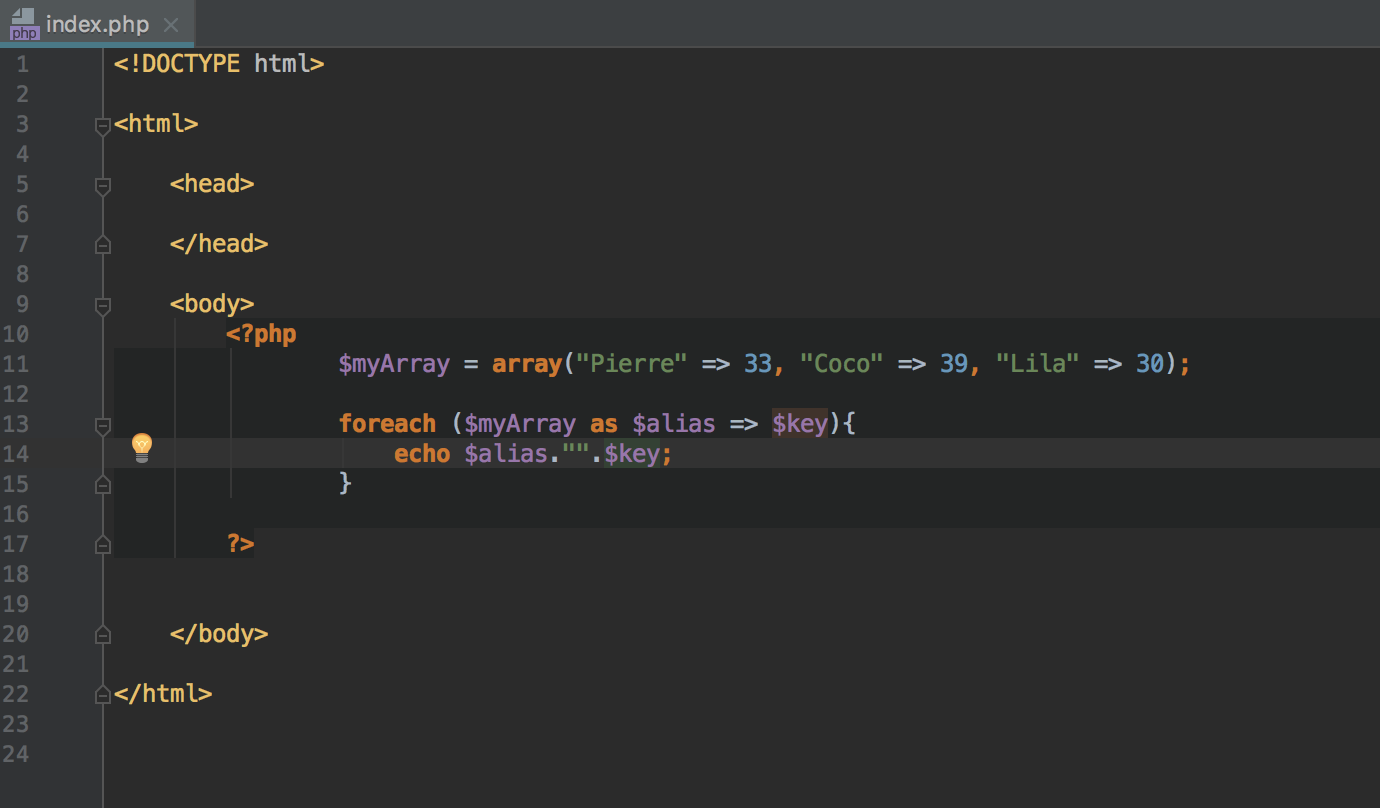 php index.php
1 <!DOCTYPE html>
2
3 <html>
4
5 <head>
6
7 </head>
8
9 <body>
10 <?php
11 $myArray = array("Pierre" => 33, "Coco" => 39, "Lila" => 30);
12
13 foreach ($myArray as $alias => $key){
14 echo $alias."".$key;
15 }
16
17 ?>
18
19
20 </body>
21
22 </html>
23
24